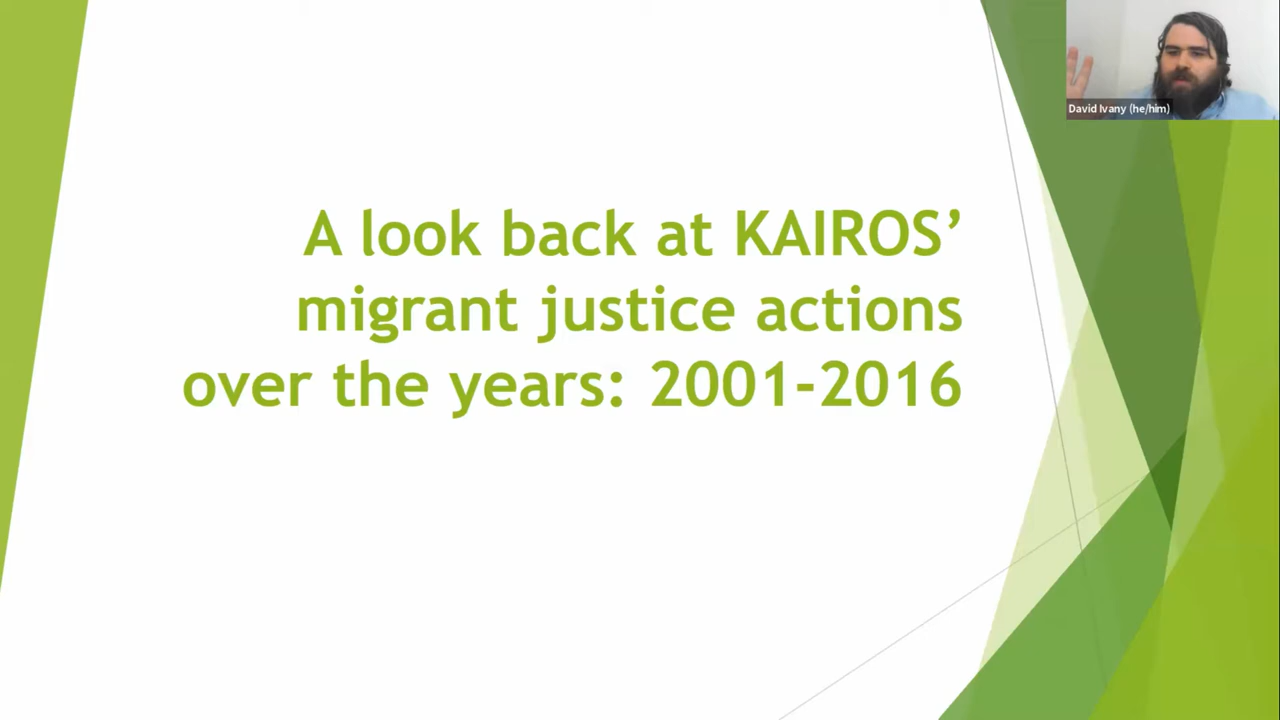 A look back at KAIROS’
migrant justice actions
over the years: 2001-2016
David Ivany (he/him)